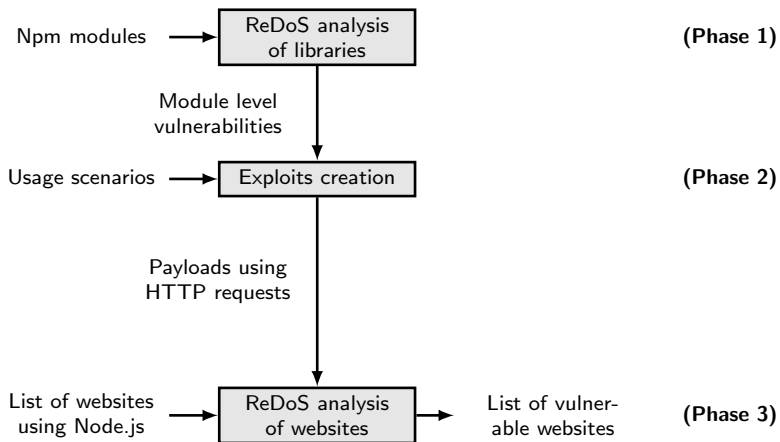 Npm modules
ReDoS analysis
of libraries
(Phase 1)
Module level
vulnerabilities
Usage scenarios
Exploits creation
(Phase 2)
Payloads using
HTTP requests
List of websites
using Node.js
ReDoS analysis
of websites
List of vulner-
able websites
(Phase 3)